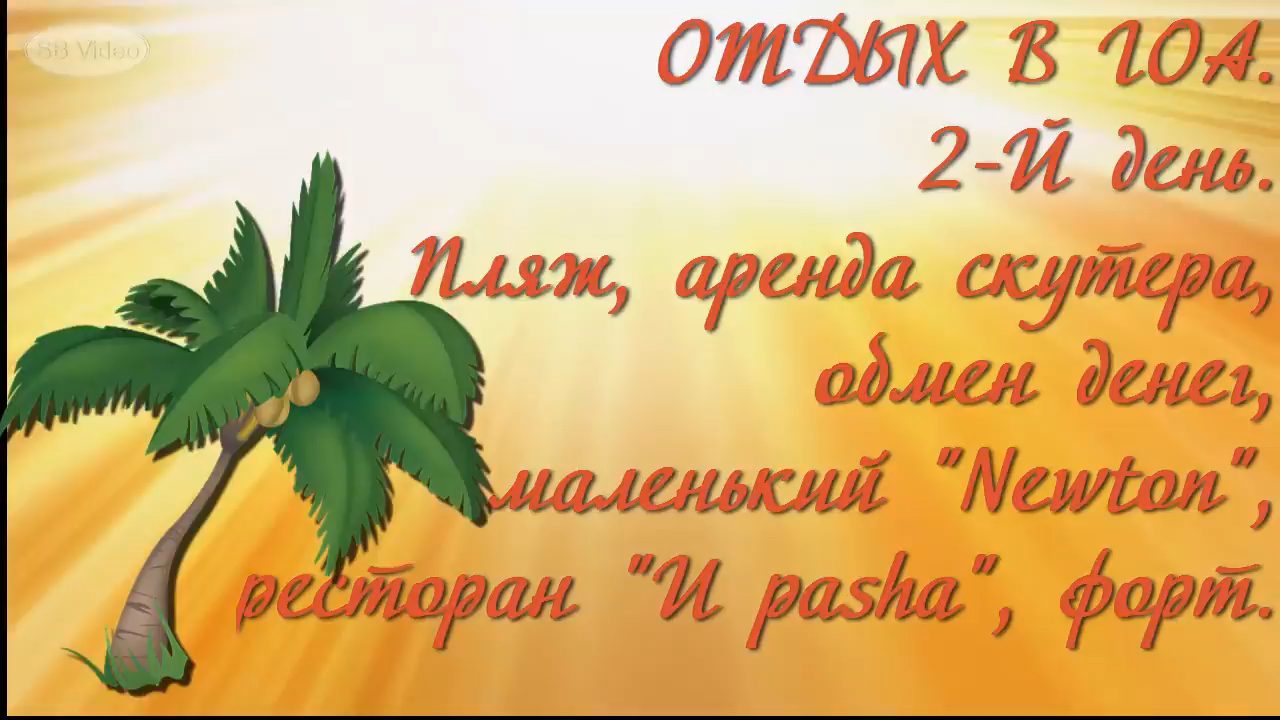 SB Video
ОТДЫХ В ГОА.
2-Й день.
Пляж, аренда скутера,
обмен денег,
маленький "Newton",
ресторан "И pasha", форт.